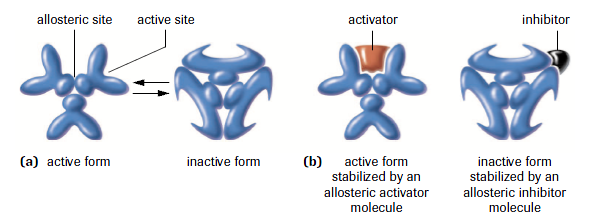 allosteric site
active site
activator
inhibitor
(a) active form
inactive form
(b) active form
stabilized by an
allosteric activator
molecule
inactive form
stabilized by an
allosteric inhibitor
molecule